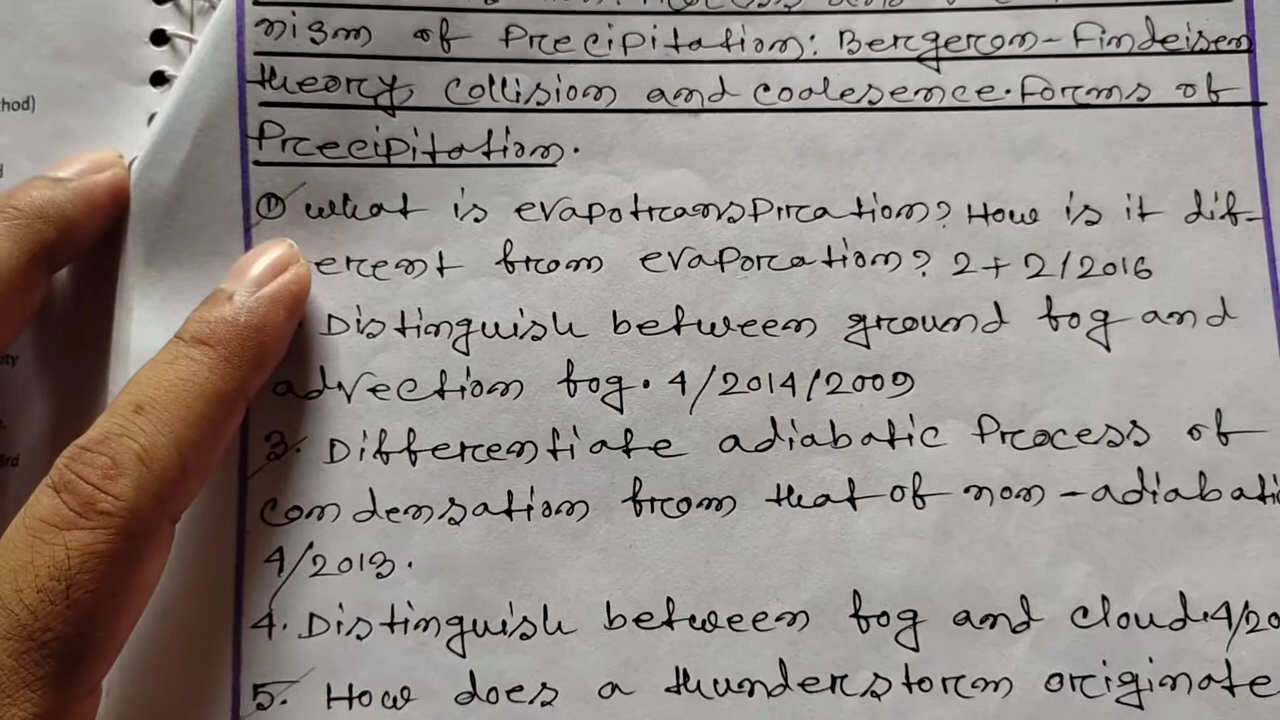 hod)
nism of Precipitation: Bergeron-Findeisen
theory, Collision and coalesence. Forms of
Precipitation.
① What is evapotranspiration? How is it dif-
erent from evaporation? 2+2/2016
Distinguish between ground fog and
advection fog. 4/2014/2009
3. Differentiate adiabatic Process of
condensation from that of non-adiabati
4/2013.
4. Distinguish between fog and cloud. 4/20
5. How does a thunderstorm originate